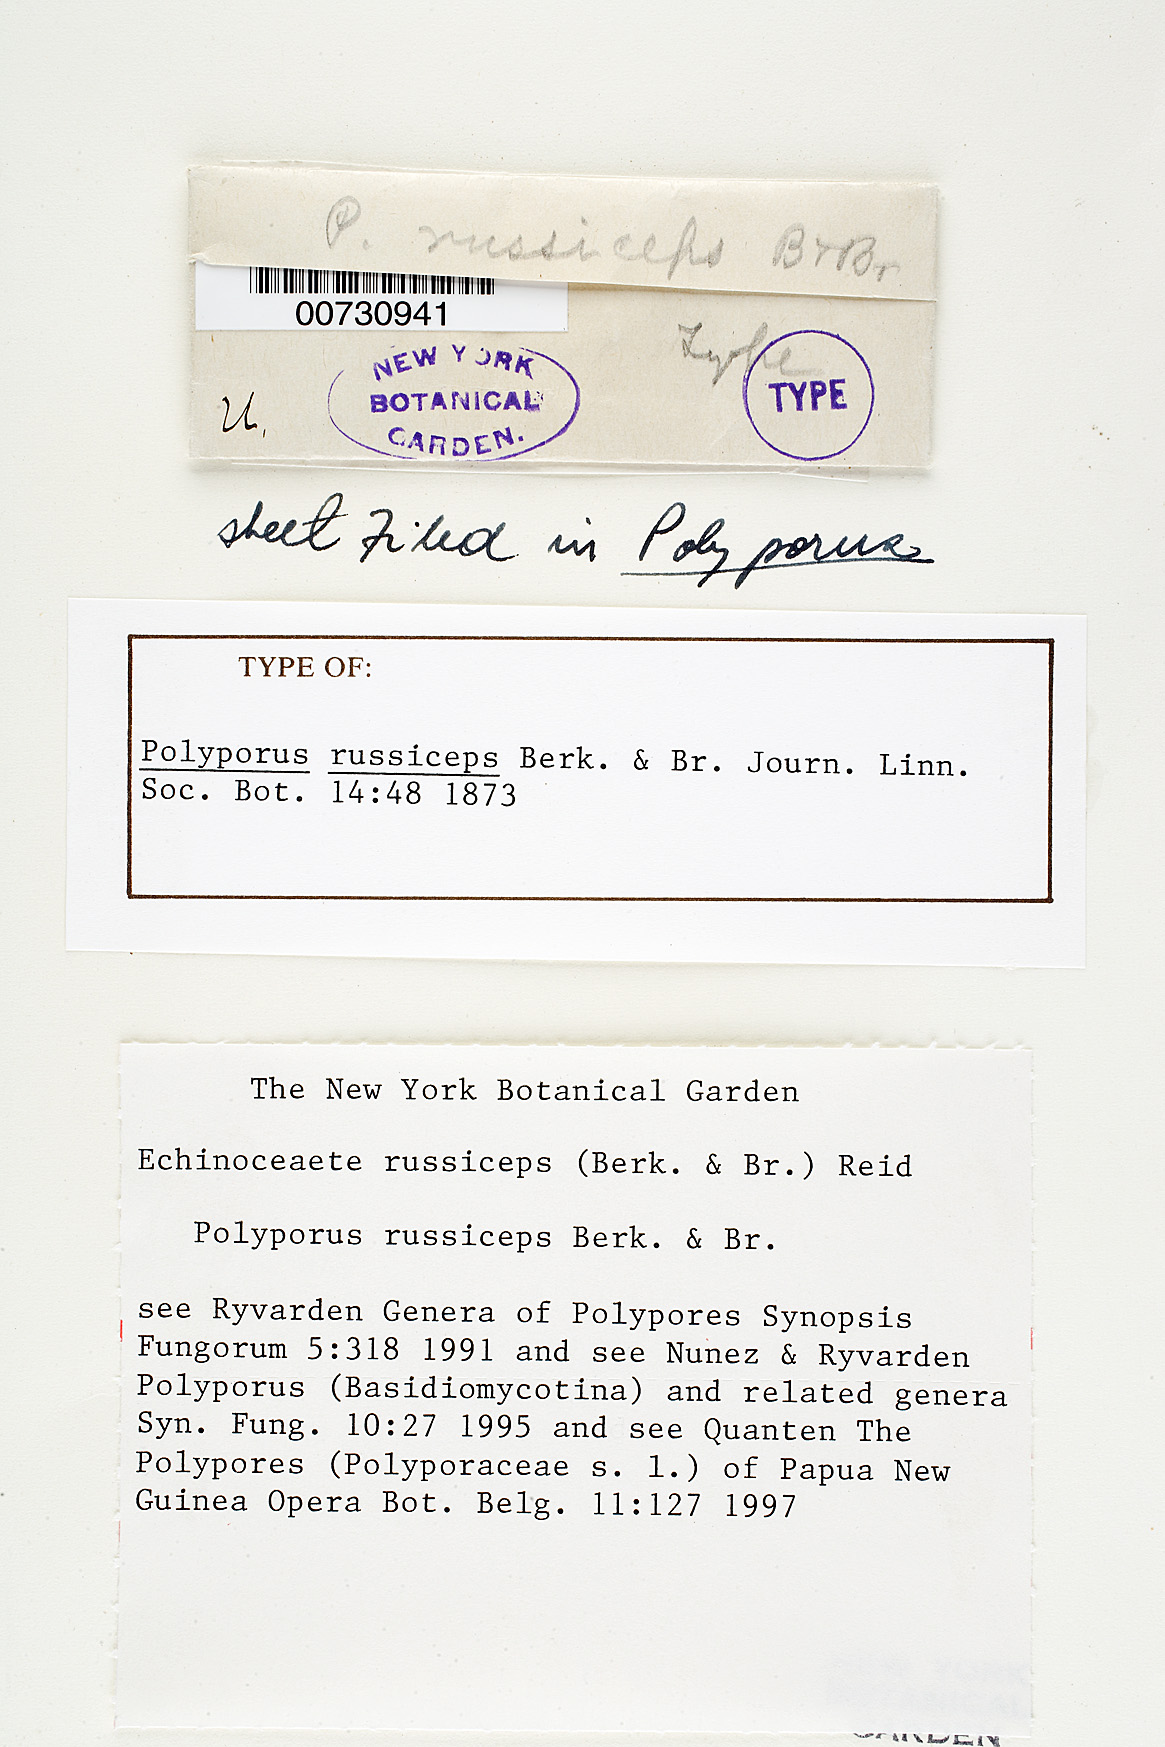 P. russiceps B & Br
00730941
Type
NEW YORK
BOTANICAL
GARDEN.
TYPE
U.
sheet filed in Polyporus
TYPE OF:
Polyporus russiceps Berk. & Br. Journ. Linn.
Soc. Bot. 14:48 1873
The New York Botanical Garden
Echinoceaete russiceps (Berk. & Br.) Reid
Polyporus russiceps Berk. & Br.
see Ryvarden Genera of Polypores Synopsis
Fungorum 5:318 1991 and see Nunez & Ryvarden
Polyporus (Basidiomycotina) and related genera
Syn. Fung. 10:27 1995 and see Quanten The
Polypores (Polyporaceae s. l.) of Papua New
Guinea Opera Bot. Belg. 11:127 1997
GARDEN